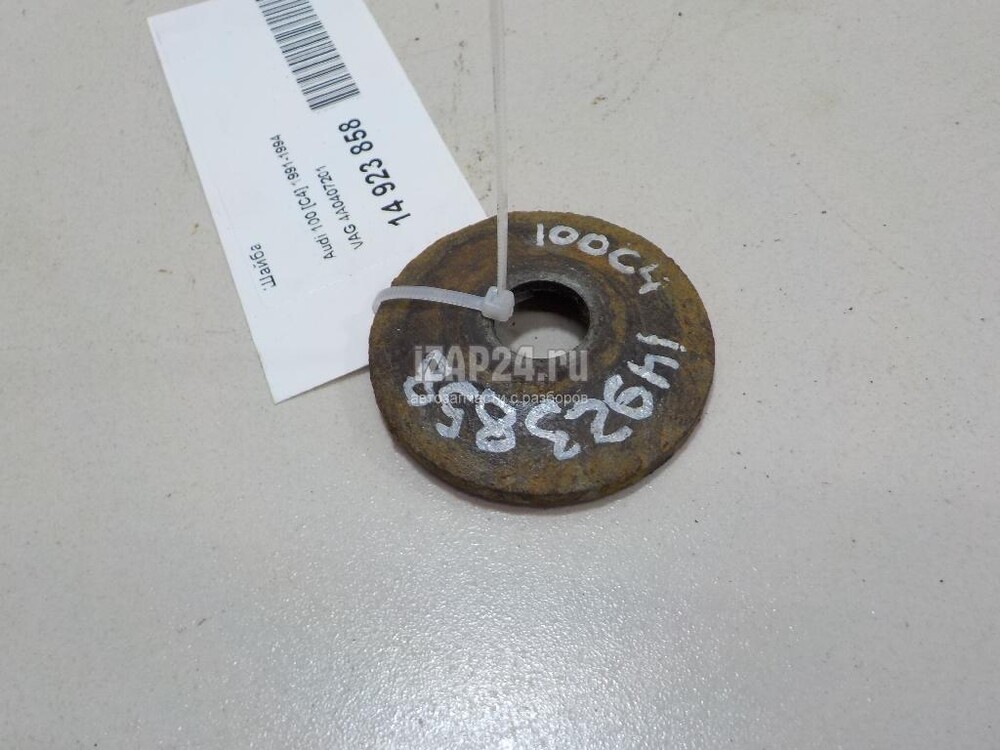 Шайба
Audi 100 [C4] 1991-1994
VAG 4A0407201
14 923 858
100C4
14923858
iZAP24.ru
автозапчасти с разборов